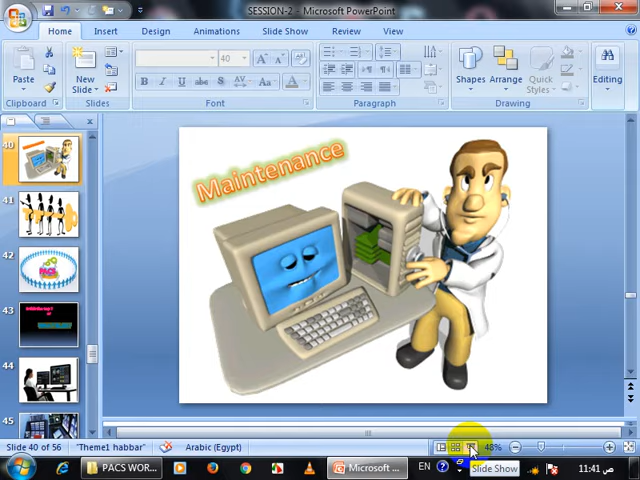 SESSION-2 - Microsoft PowerPoint
Home
Insert
Design
Animations
Slide Show
Review
View
Paste
New
Slide
40
Shapes
Arrange
Quick
Styles
Editing
Clipboard
Slides
Font
Paragraph
Drawing
40
41
42
43
44
45
PACS
Maintenance
Slide 40 of 56
"Theme1 habbar"
Arabic (Egypt)
48%
Slide Show
PACS WOR...
Microsoft ...
EN
11:41 ص